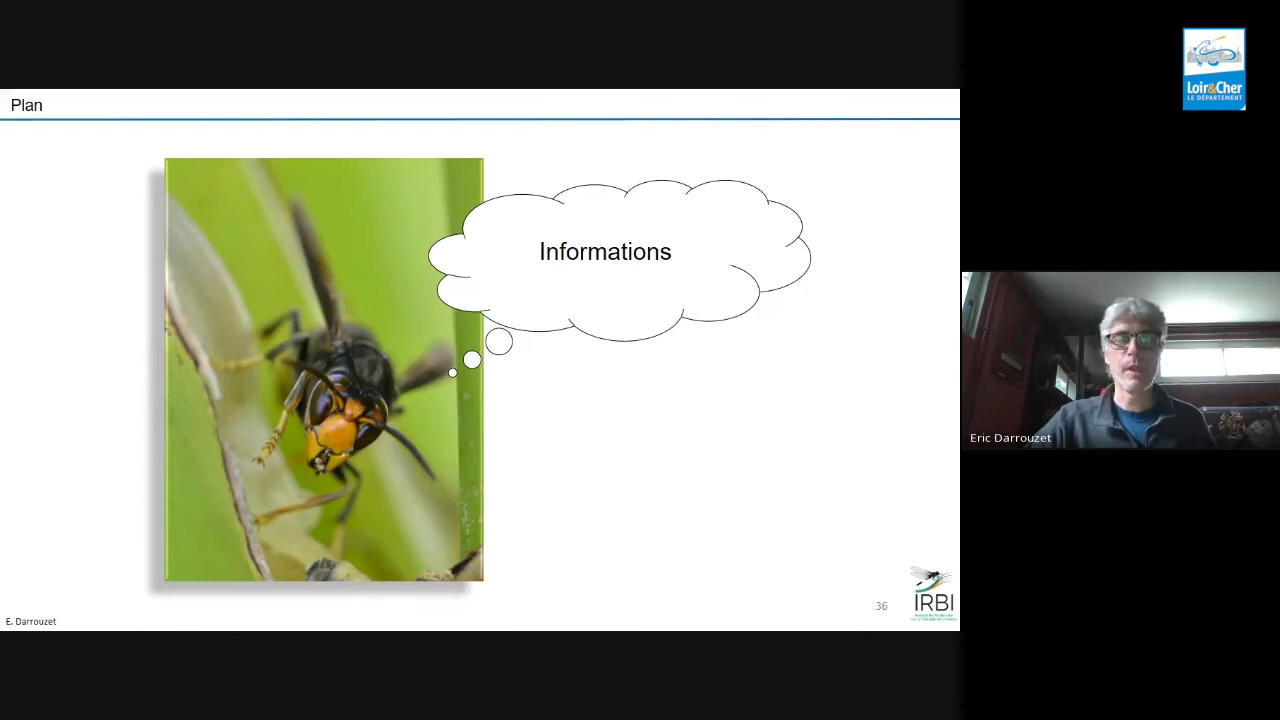 Plan
Informations
E. Darrouzet
36
IRBI
Loir&Cher
LE DÉPARTEMENT
Eric Darrouzet